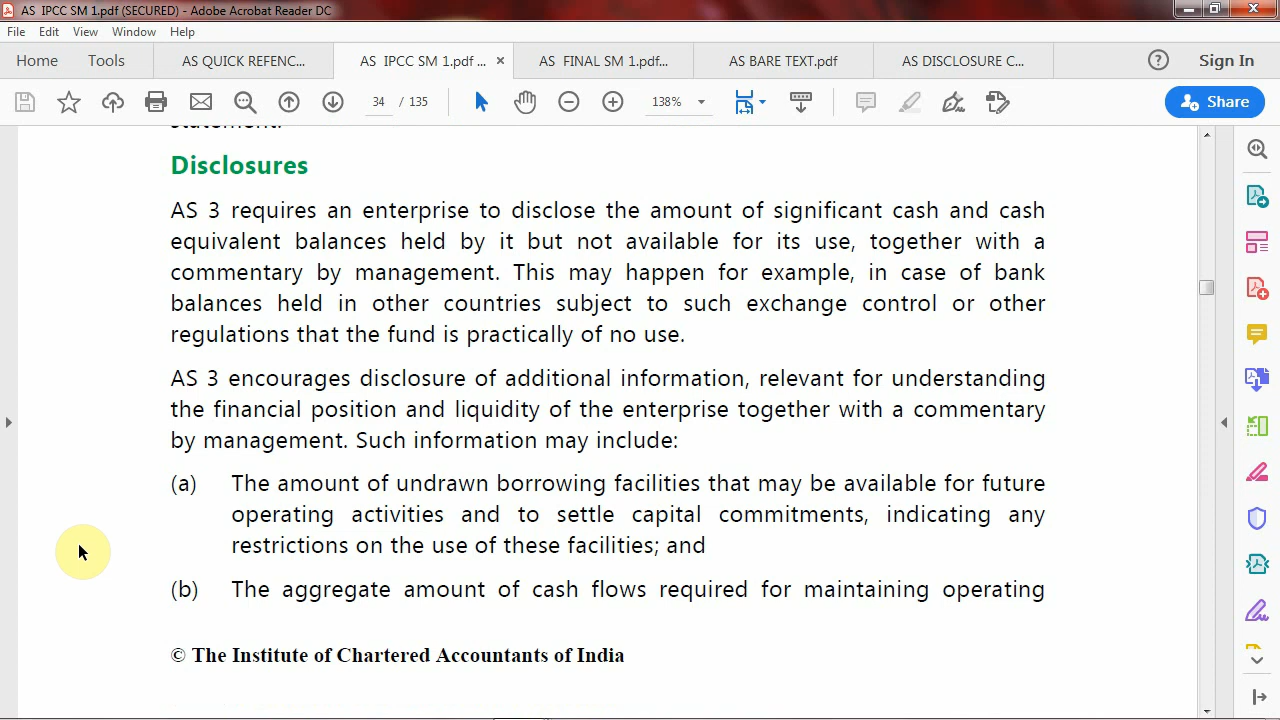 AS IPCC SM 1.pdf (SECURED) - Adobe Acrobat Reader DC
File Edit View Window Help
Home Tools AS QUICK REFENC... AS IPCC SM 1.pdf ... × AS FINAL SM 1.pdf... AS BARE TEXT.pdf AS DISCLOSURE C... Sign In
34 / 135 138% Share
statement.
Disclosures
AS 3 requires an enterprise to disclose the amount of significant cash and cash
equivalent balances held by it but not available for its use, together with a
commentary by management. This may happen for example, in case of bank
balances held in other countries subject to such exchange control or other
regulations that the fund is practically of no use.
AS 3 encourages disclosure of additional information, relevant for understanding
the financial position and liquidity of the enterprise together with a commentary
by management. Such information may include:
(a) The amount of undrawn borrowing facilities that may be available for future
operating activities and to settle capital commitments, indicating any
restrictions on the use of these facilities; and
(b) The aggregate amount of cash flows required for maintaining operating
© The Institute of Chartered Accountants of India